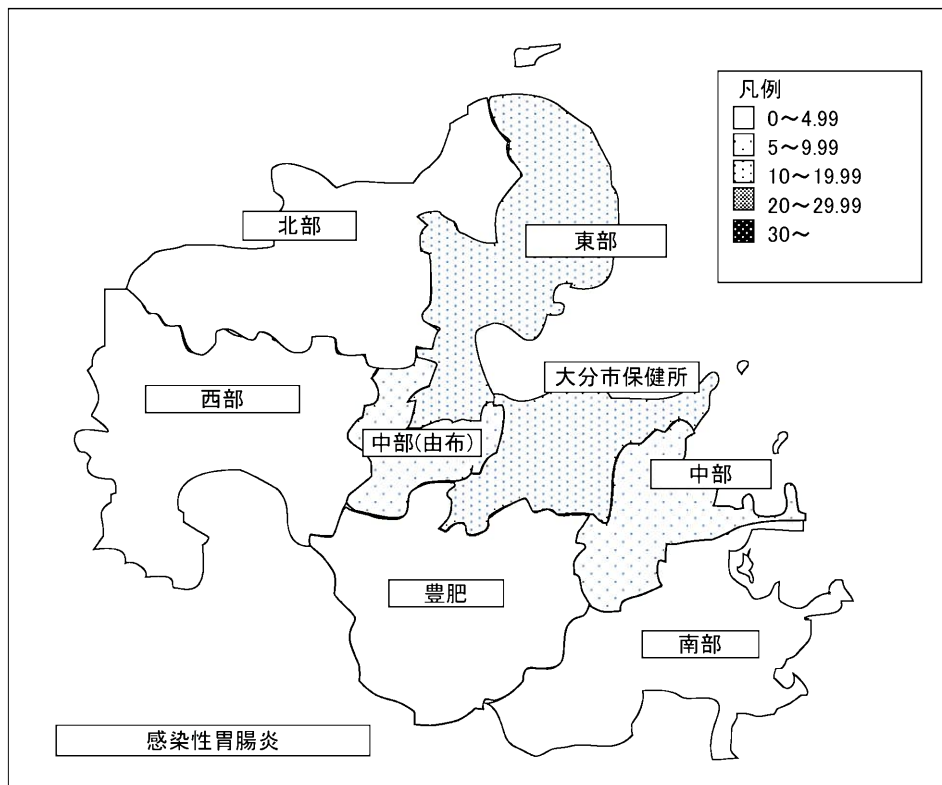 凡例
0～4.99
5～9.99
10～19.99
20～29.99
30～
北部
東部
大分市保健所
西部
中部(由布)
中部
豊肥
南部
感染性胃腸炎